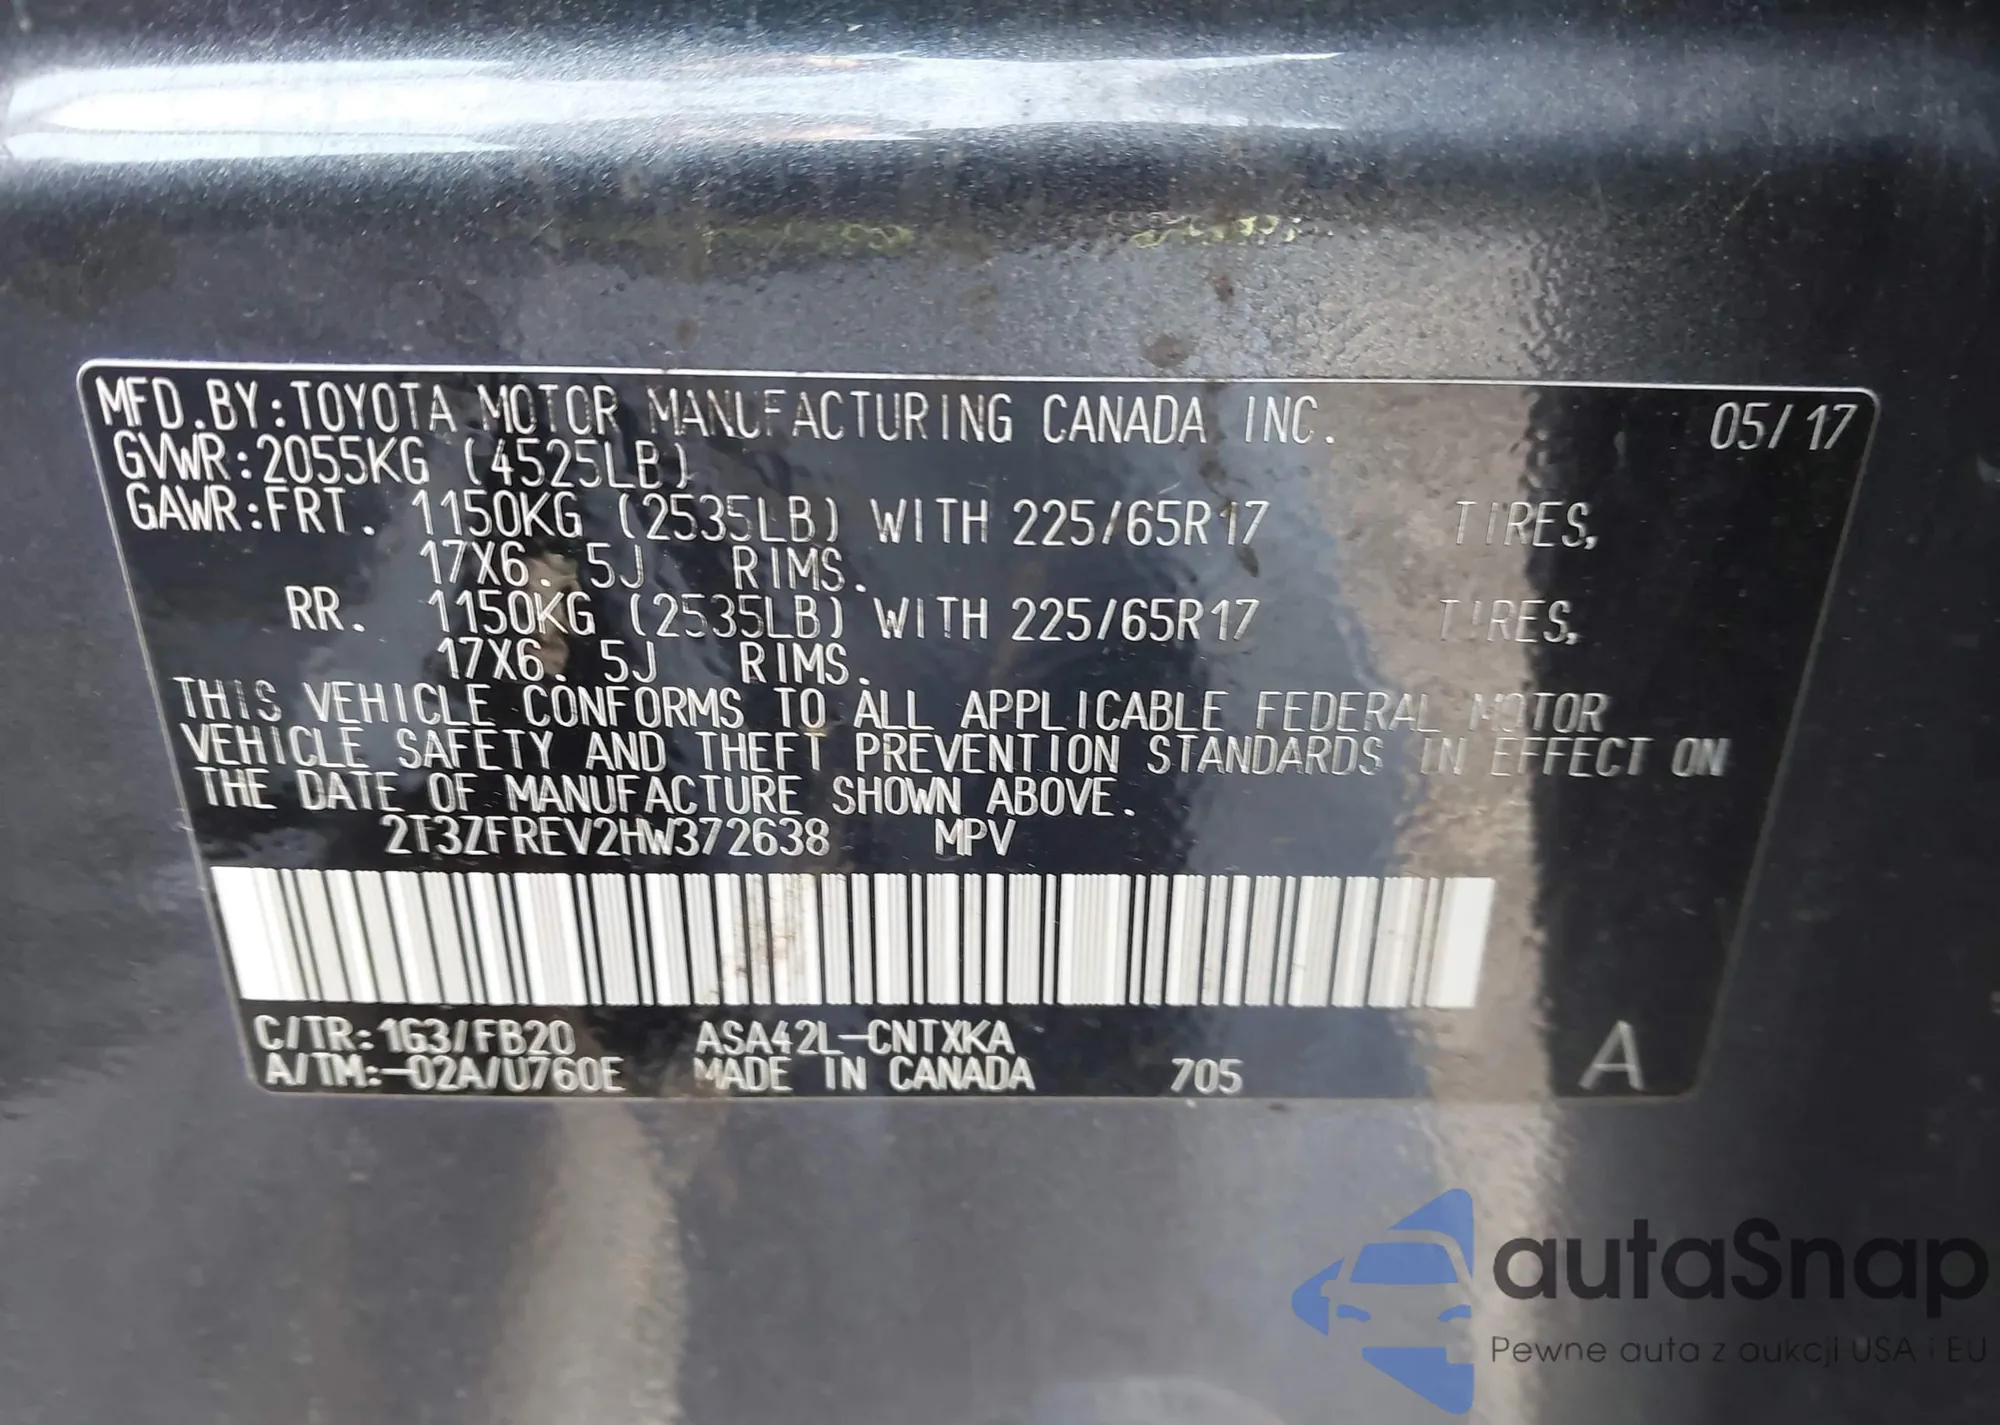 MFD.BY:TOYOTA MOTOR MANUFACTURING CANADA INC. 05/17
GVWR:2055KG (4525LB)
GAWR:FRT. 1150KG (2535LB) WITH 225/65R17 TIRES,
17X6.5J RIMS.
RR. 1150KG (2535LB) WITH 225/65R17 TIRES,
17X6.5J RIMS.
THIS VEHICLE CONFORMS TO ALL APPLICABLE FEDERAL MOTOR
VEHICLE SAFETY AND THEFT PREVENTION STANDARDS IN EFFECT ON
THE DATE OF MANUFACTURE SHOWN ABOVE.
2T3ZFREV2HW372638 MPV
C/TR:1G3/FB20 ASA42L-CNTXKA
A/TM:-02A/U760E MADE IN CANADA 705 A
autaSnap
Pewne auta z aukcji USA i EU